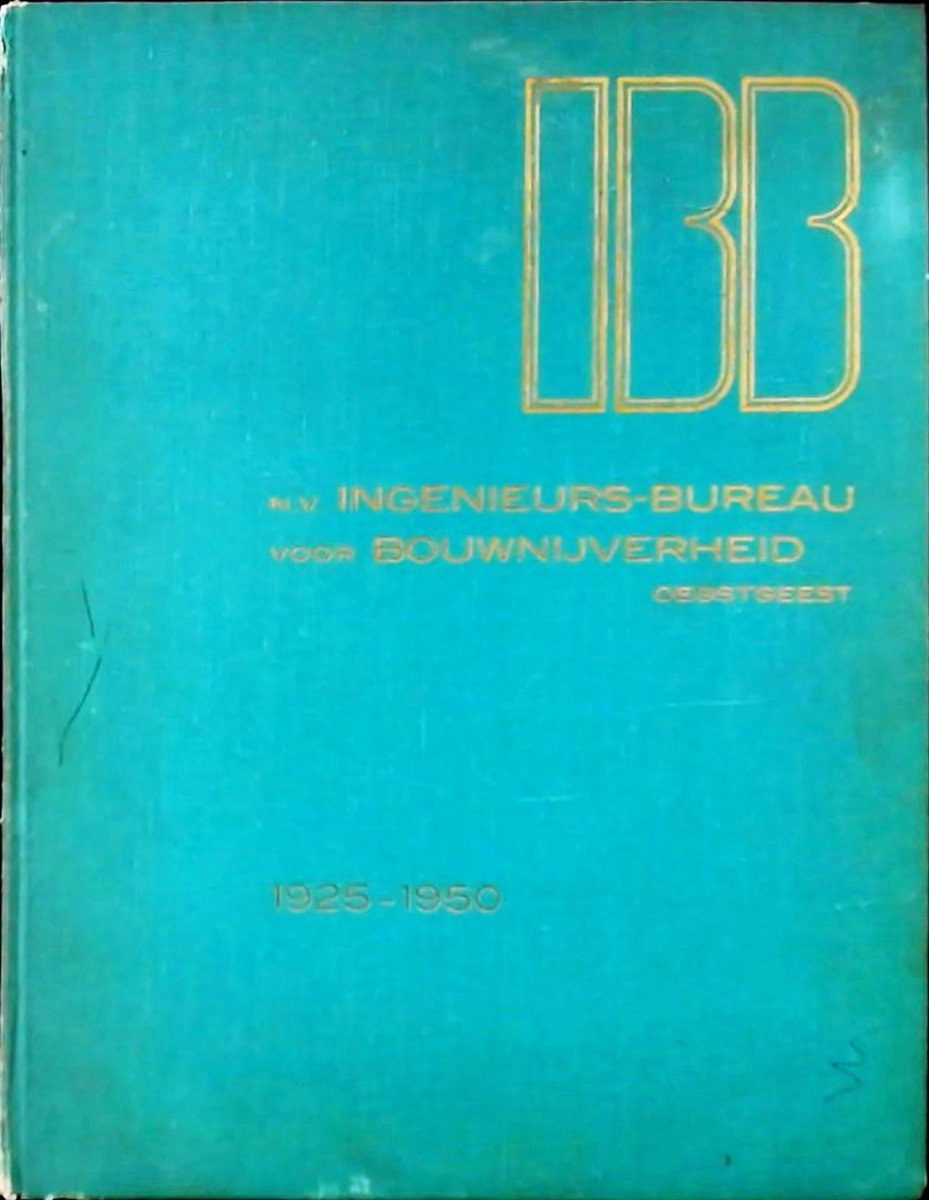 IBB
N.V. INGENIEURS-BUREAU
VOOR BOUWNIJVERHEID
OEGSTGEEST
1925-1950